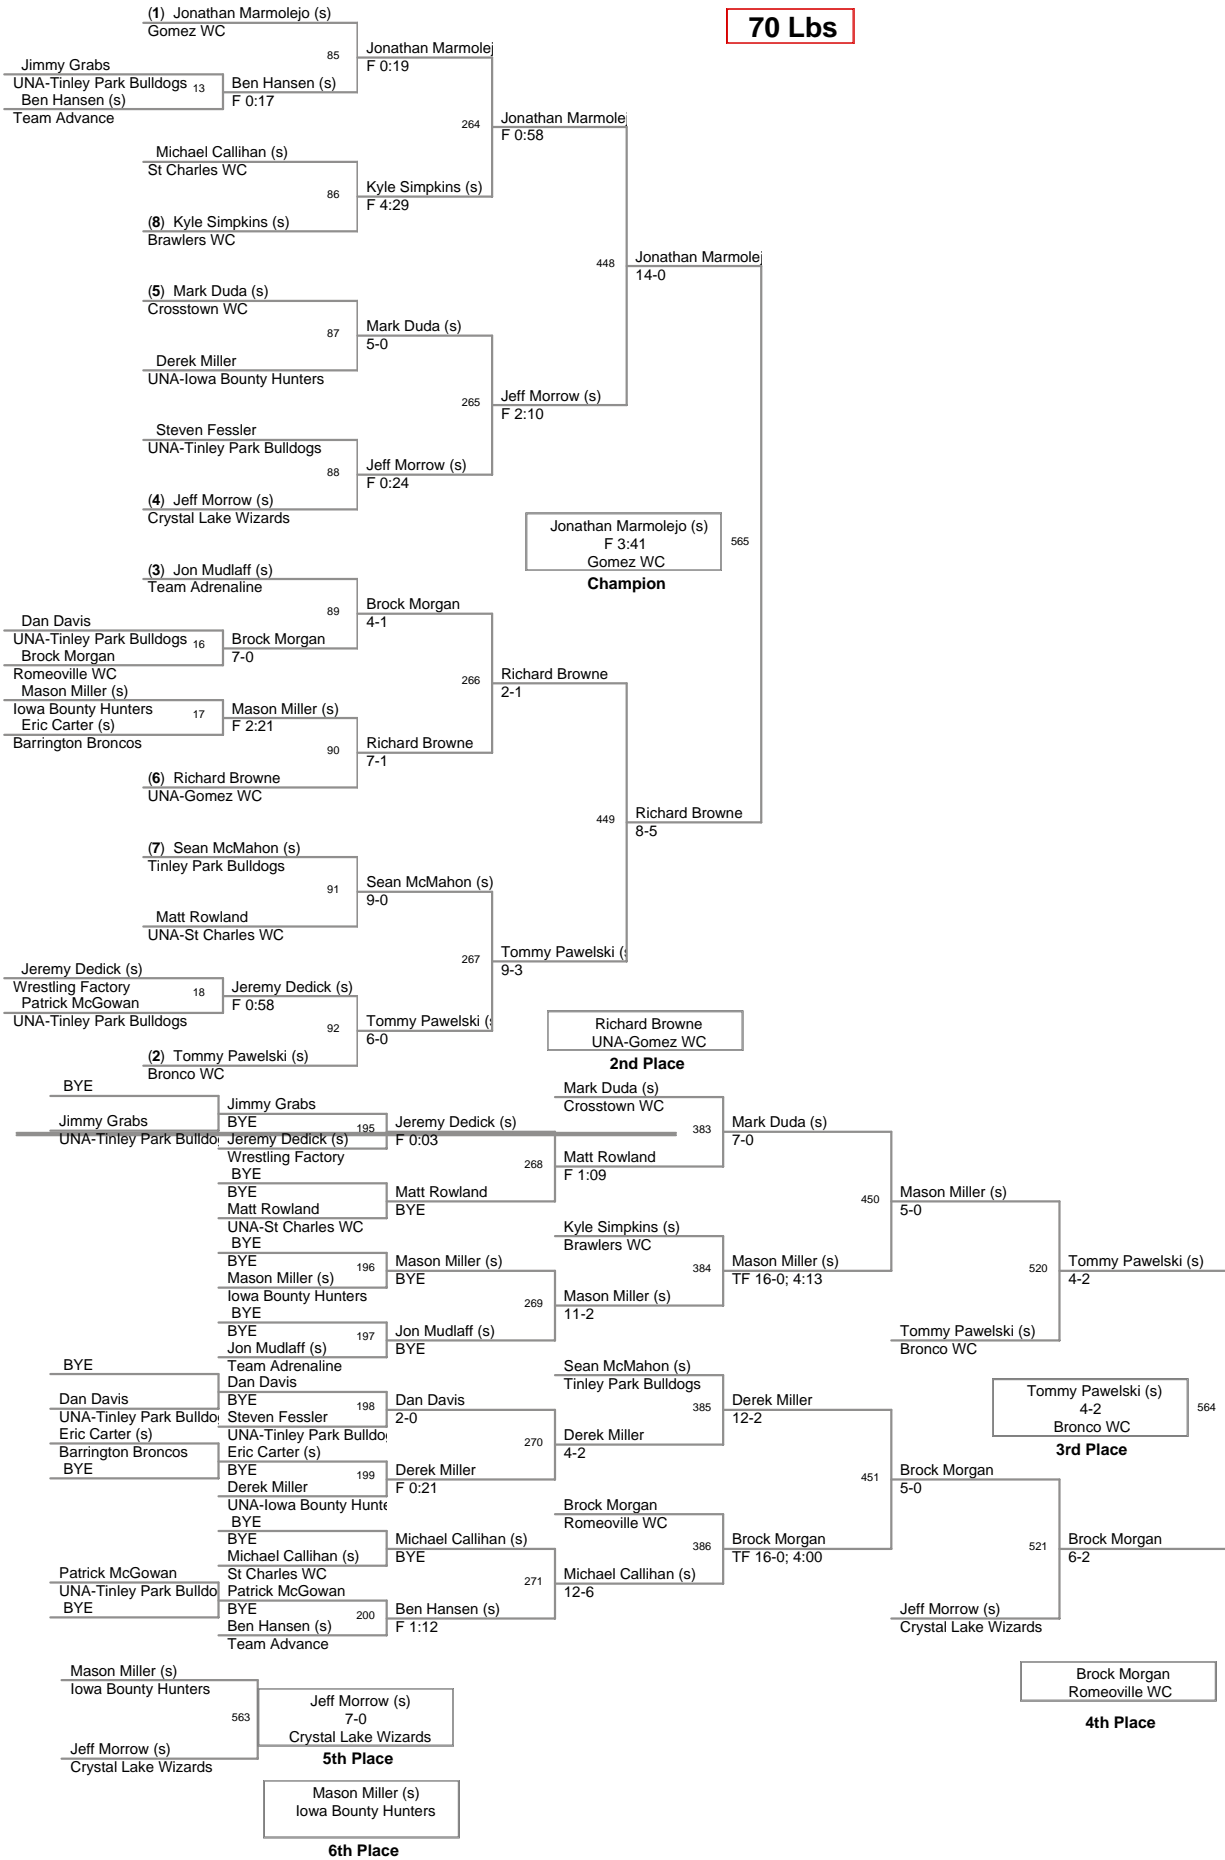 70 Lbs
(1) Jonathan Marmolejo (s)
Gomez WC
85
Jonathan Marmolej
F 0:19
Jimmy Grabs
UNA-Tinley Park Bulldogs
13
Ben Hansen (s)
Team Advance
Ben Hansen (s)
F 0:17
264
Jonathan Marmole
F 0:58
Michael Callihan (s)
St Charles WC
86
Kyle Simpkins (s)
F 4:29
(8) Kyle Simpkins (s)
Brawlers WC
448
Jonathan Marmolej
14-0
(5) Mark Duda (s)
Crosstown WC
87
Mark Duda (s)
5-0
Derek Miller
UNA-Iowa Bounty Hunters
265
Jeff Morrow (s)
F 2:10
Steven Fessler
UNA-Tinley Park Bulldogs
88
Jeff Morrow (s)
F 0:24
(4) Jeff Morrow (s)
Crystal Lake Wizards
Jonathan Marmolejo (s)
F 3:41
Gomez WC
565
Champion
(3) Jon Mudlaff (s)
Team Adrenaline
89
Brock Morgan
4-1
Dan Davis
UNA-Tinley Park Bulldogs
16
Brock Morgan
Romeoville WC
Brock Morgan
7-0
266
Richard Browne
2-1
Mason Miller (s)
Iowa Bounty Hunters
17
Eric Carter (s)
Barrington Broncos
Mason Miller (s)
F 2:21
90
Richard Browne
7-1
(6) Richard Browne
UNA-Gomez WC
449
Richard Browne
8-5
(7) Sean McMahon (s)
Tinley Park Bulldogs
91
Sean McMahon (s)
9-0
Matt Rowland
UNA-St Charles WC
267
Tommy Pawelski (s
9-3
Jeremy Dedick (s)
Wrestling Factory
18
Patrick McGowan
UNA-Tinley Park Bulldogs
Jeremy Dedick (s)
F 0:58
92
Tommy Pawelski (s
6-0
(2) Tommy Pawelski (s)
Bronco WC
Richard Browne
UNA-Gomez WC
2nd Place
BYE
Jimmy Grabs
UNA-Tinley Park Bulldo
Jimmy Grabs
BYE
195
Jeremy Dedick (s)
Wrestling Factory
Jeremy Dedick (s)
F 0:03
268
BYE
BYE
Matt Rowland
UNA-St Charles WC
Matt Rowland
BYE
Matt Rowland
F 1:09
Mark Duda (s)
Crosstown WC
383
Mark Duda (s)
7-0
450
BYE
BYE
196
Mason Miller (s)
Iowa Bounty Hunters
Mason Miller (s)
BYE
269
BYE
BYE
197
Jon Mudlaff (s)
Team Adrenaline
Jon Mudlaff (s)
BYE
Mason Miller (s)
11-2
Kyle Simpkins (s)
Brawlers WC
384
Mason Miller (s)
TF 16-0; 4:13
Mason Miller (s)
5-0
520
Tommy Pawelski (s)
Bronco WC
Tommy Pawelski (s)
4-2
BYE
Dan Davis
UNA-Tinley Park Bulldo
Dan Davis
BYE
198
Steven Fessler
UNA-Tinley Park Bulldo
Dan Davis
2-0
270
Eric Carter (s)
Barrington Broncos
BYE
Eric Carter (s)
BYE
199
Derek Miller
UNA-Iowa Bounty Hunte
Derek Miller
F 0:21
Derek Miller
4-2
Sean McMahon (s)
Tinley Park Bulldogs
385
Derek Miller
12-2
451
Tommy Pawelski (s)
4-2
Bronco WC
564
3rd Place
BYE
BYE
Michael Callihan (s)
St Charles WC
Michael Callihan (s)
BYE
271
Patrick McGowan
UNA-Tinley Park Bulldo
BYE
Patrick McGowan
BYE
200
Ben Hansen (s)
Team Advance
Ben Hansen (s)
F 1:12
Michael Callihan (s)
12-6
Brock Morgan
Romeoville WC
386
Brock Morgan
TF 16-0; 4:00
Brock Morgan
5-0
521
Jeff Morrow (s)
Crystal Lake Wizards
Brock Morgan
6-2
Brock Morgan
Romeoville WC
4th Place
Mason Miller (s)
Iowa Bounty Hunters
563
Jeff Morrow (s)
Crystal Lake Wizards
Jeff Morrow (s)
7-0
Crystal Lake Wizards
5th Place
Mason Miller (s)
Iowa Bounty Hunters
6th Place